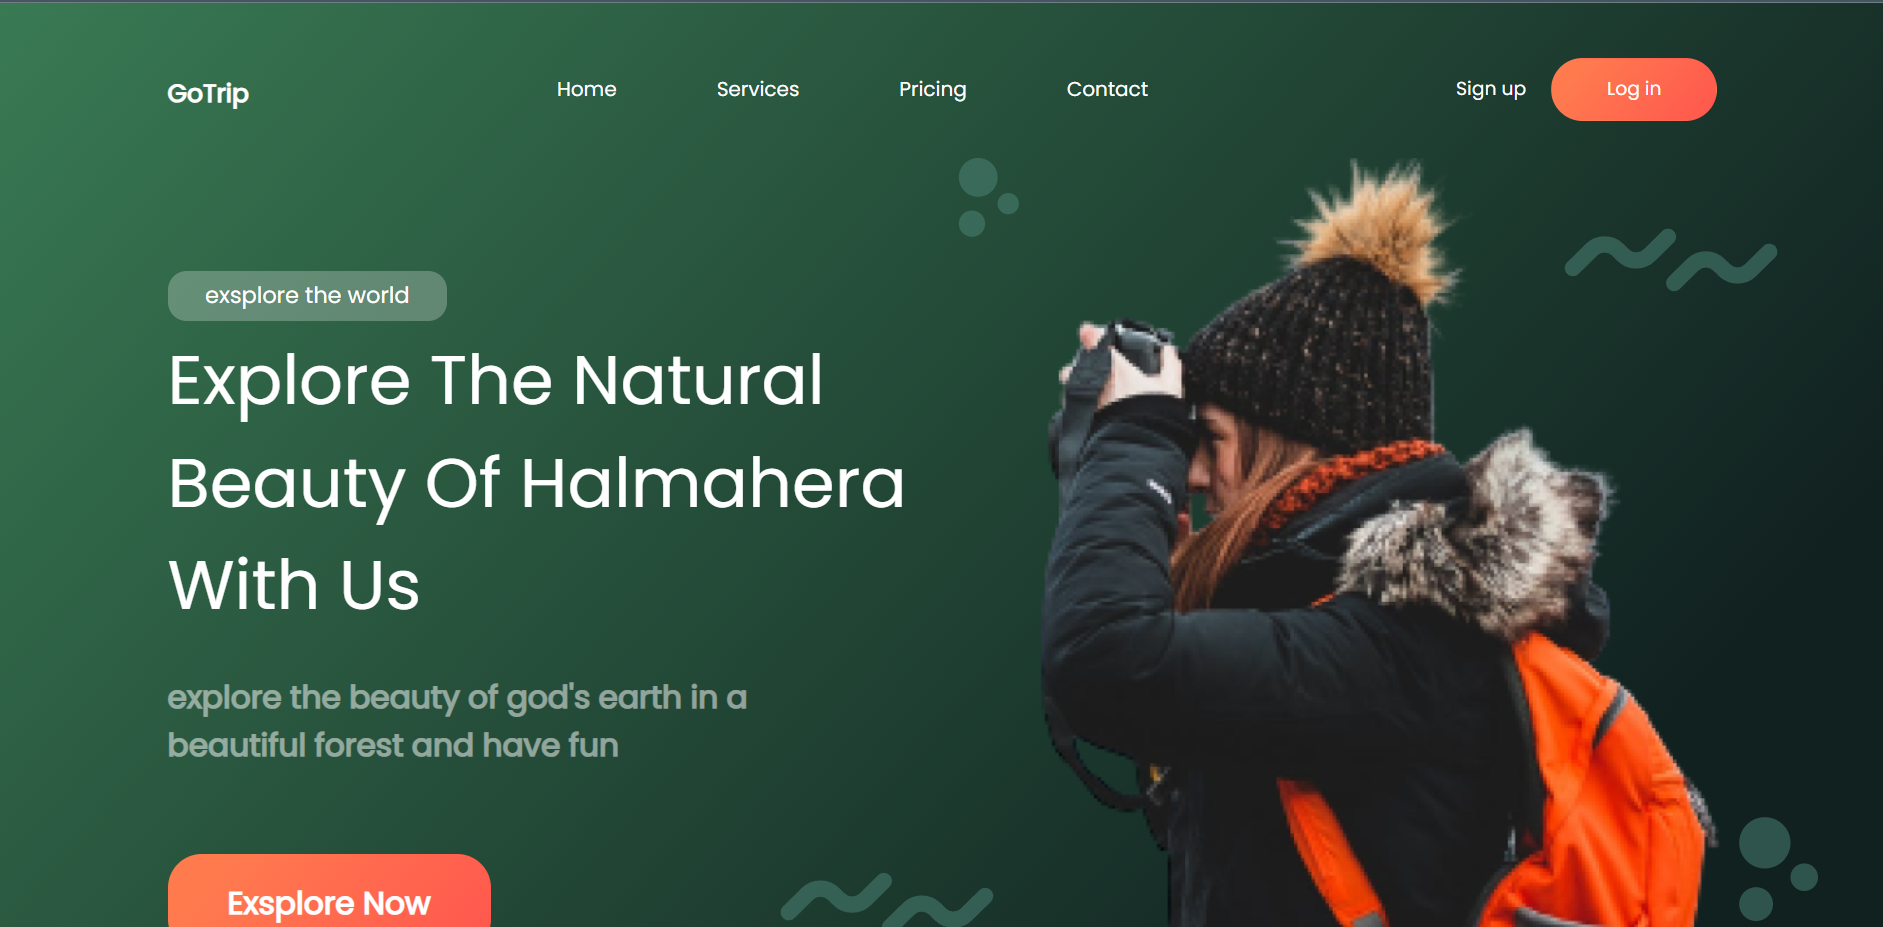 GoTrip
Home
Services
Pricing
Contact
Sign up
Log in
exsplore the world
Explore The Natural
Beauty Of Halmahera
With Us
explore the beauty of god's earth in a
beautiful forest and have fun
Exsplore Now